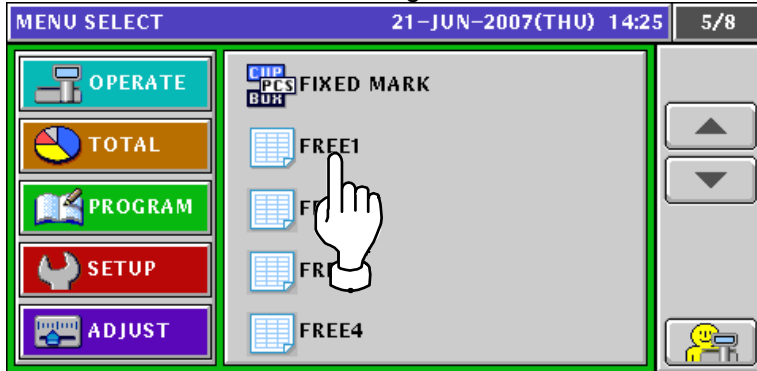 MENU SELECT 21-JUN-2007(THU) 14:25 5/8
OPERATE
TOTAL
PROGRAM
SETUP
ADJUST
CUP
PCS
BOX
FIXED MARK
FREE1
FREE4